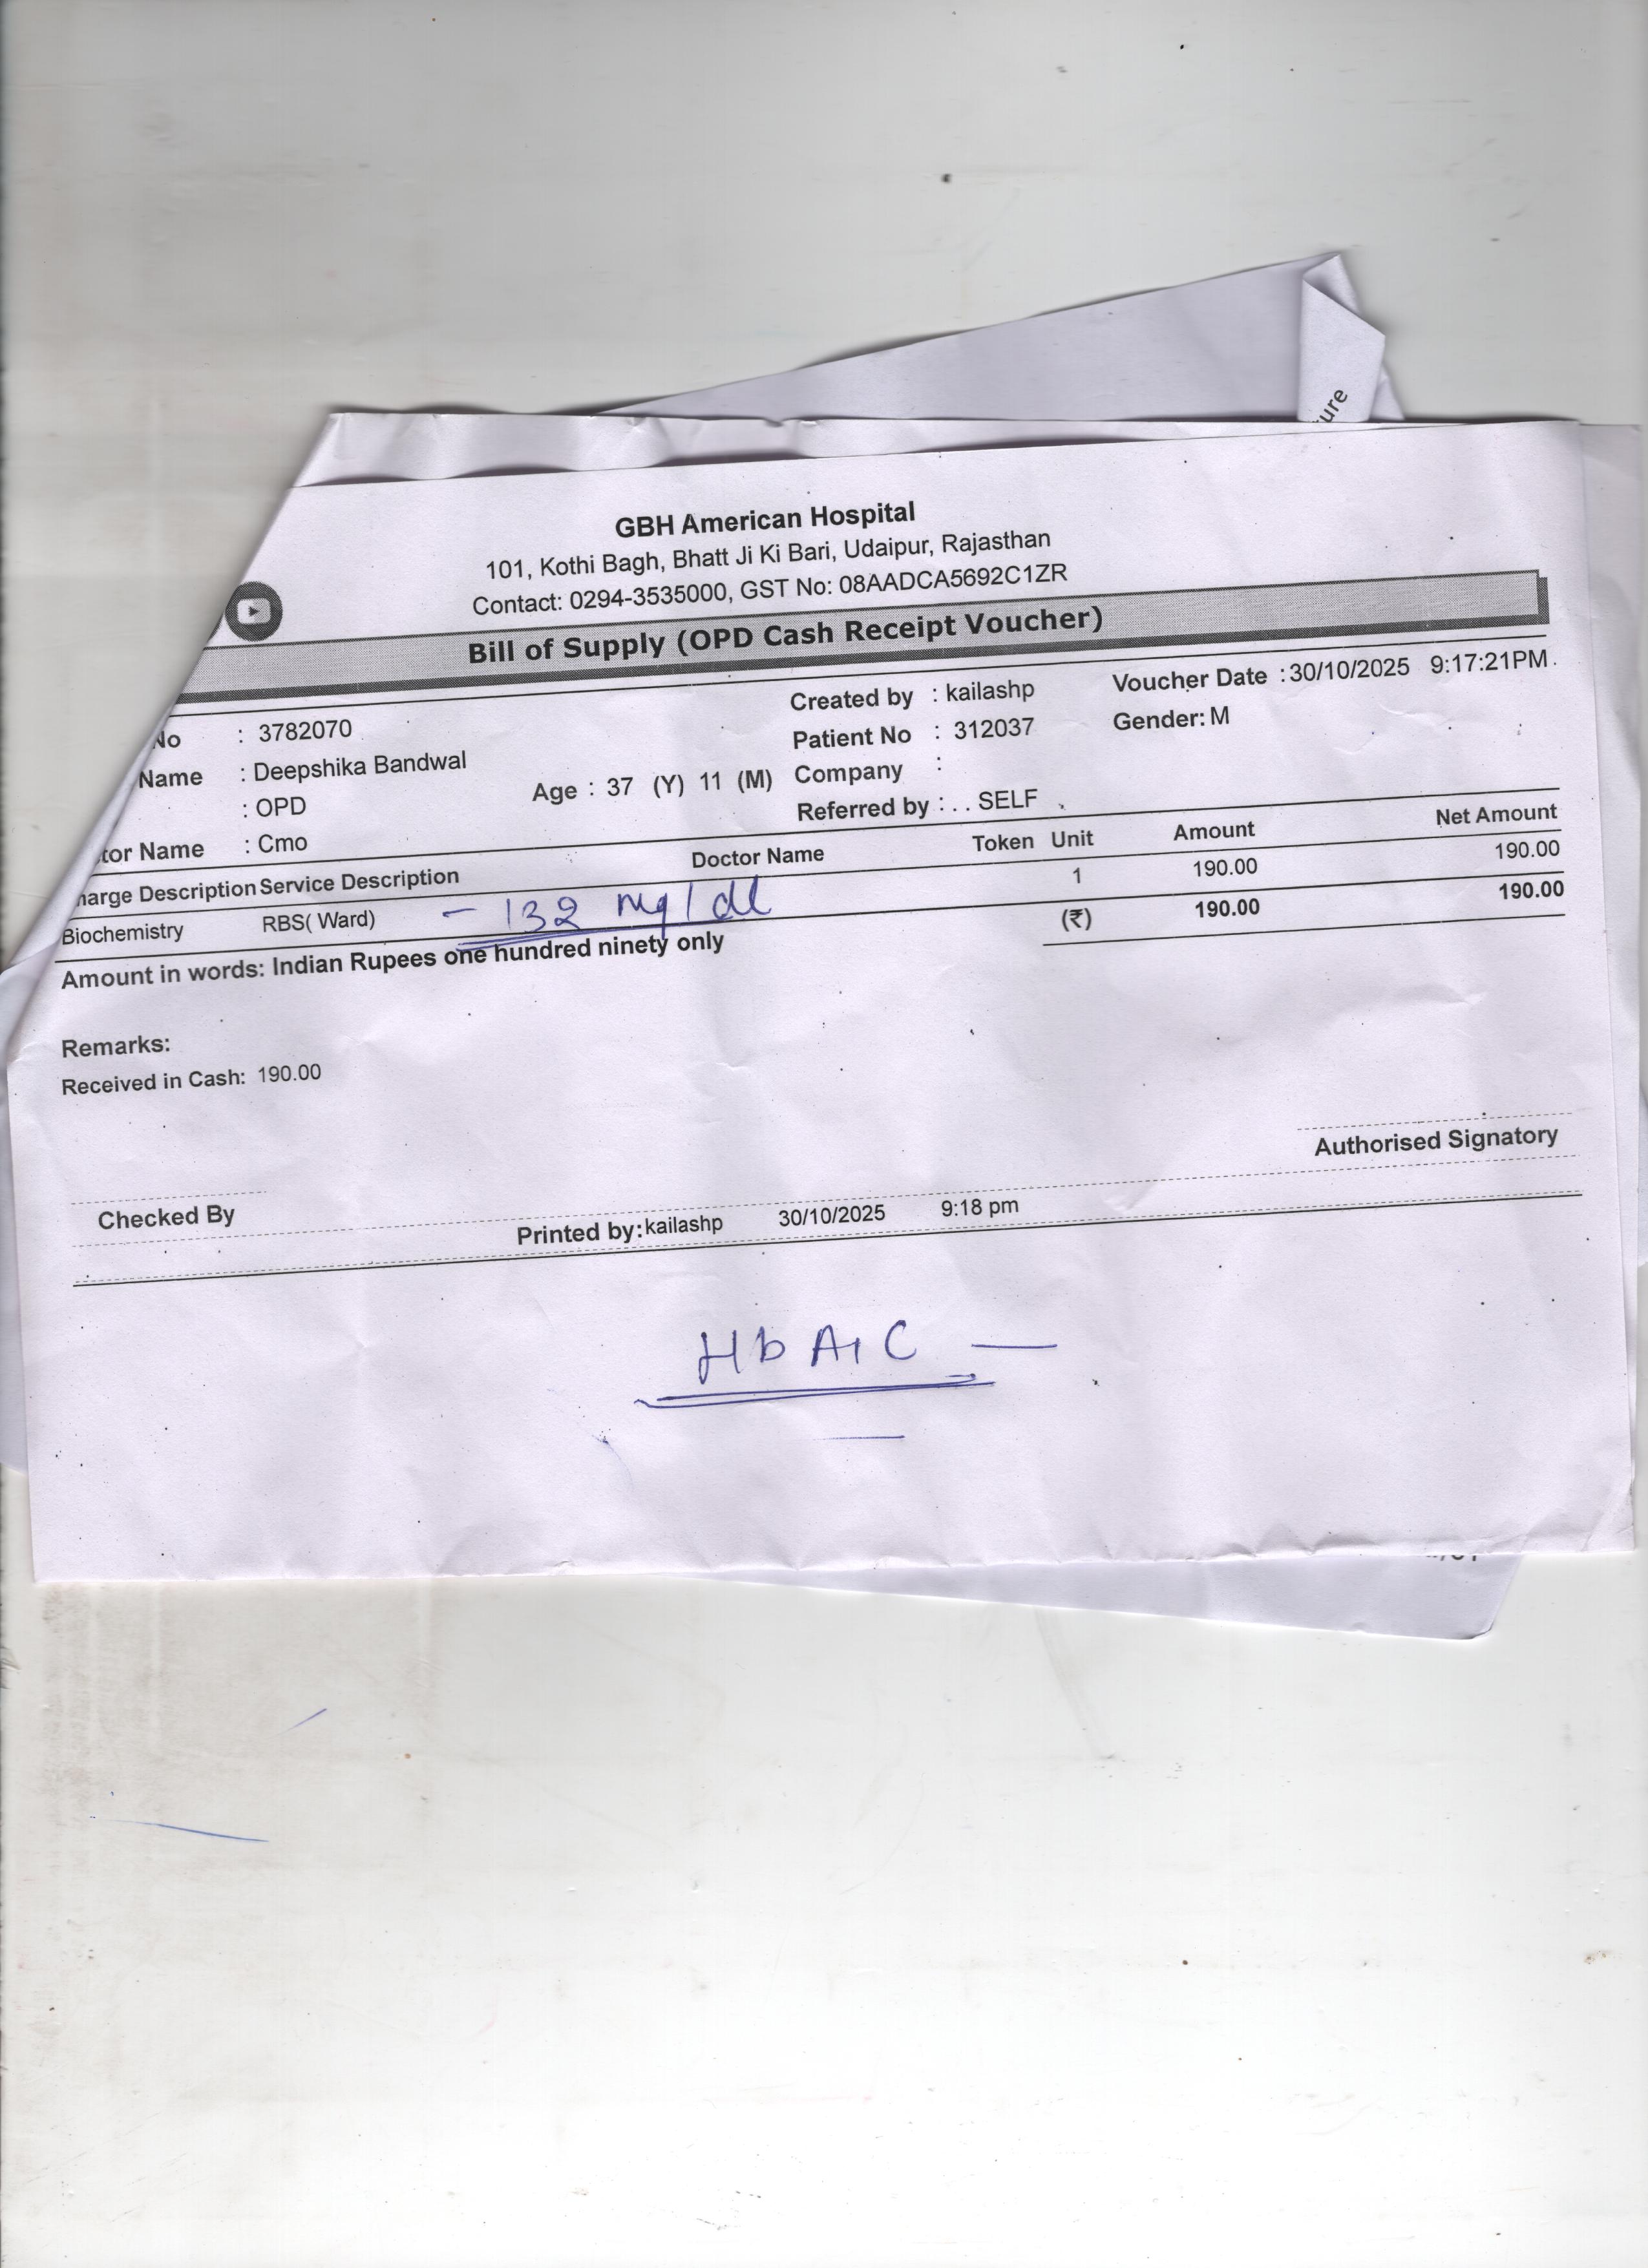 ure
GBH American Hospital
101, Kothi Bagh, Bhatt Ji Ki Bari, Udaipur, Rajasthan
Contact: 0294-3535000, GST No: 08AADCA5692C1ZR
Bill of Supply (OPD Cash Receipt Voucher)
No : 3782070 Created by : kailashp Voucher Date : 30/10/2025 9:17:21PM
Name : Deepshika Bandwal Patient No : 312037 Gender: M
: OPD Age : 37 (Y) 11 (M) Company :
tor Name : Cmo Referred by : . . SELF
harge Description Service Description Doctor Name Token Unit Amount Net Amount
Biochemistry RBS( Ward) - 132 mg/dl 1 190.00 190.00
Amount in words: Indian Rupees one hundred ninety only (₹) 190.00 190.00
Remarks:
Received in Cash: 190.00
Authorised Signatory
Checked By
Printed by: kailashp 30/10/2025 9:18 pm
HbA1C —